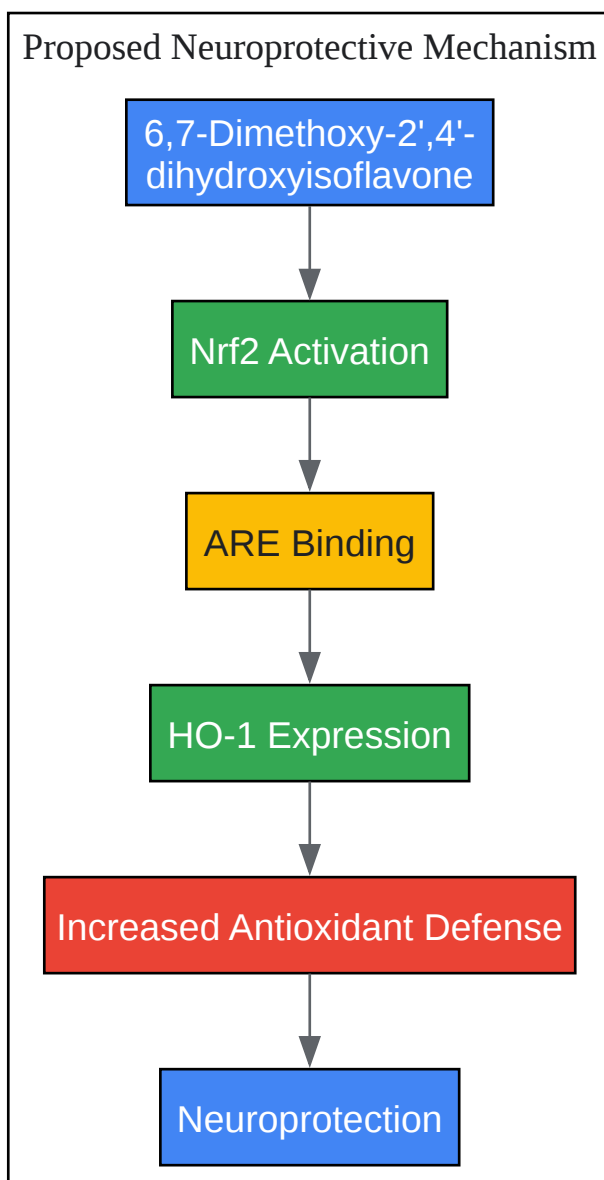 Proposed Neuroprotective Mechanism
6,7-Dimethoxy-2',4'-
dihydroxyisoflavone
Nrf2 Activation
ARE Binding
HO-1 Expression
Increased Antioxidant Defense
Neuroprotection